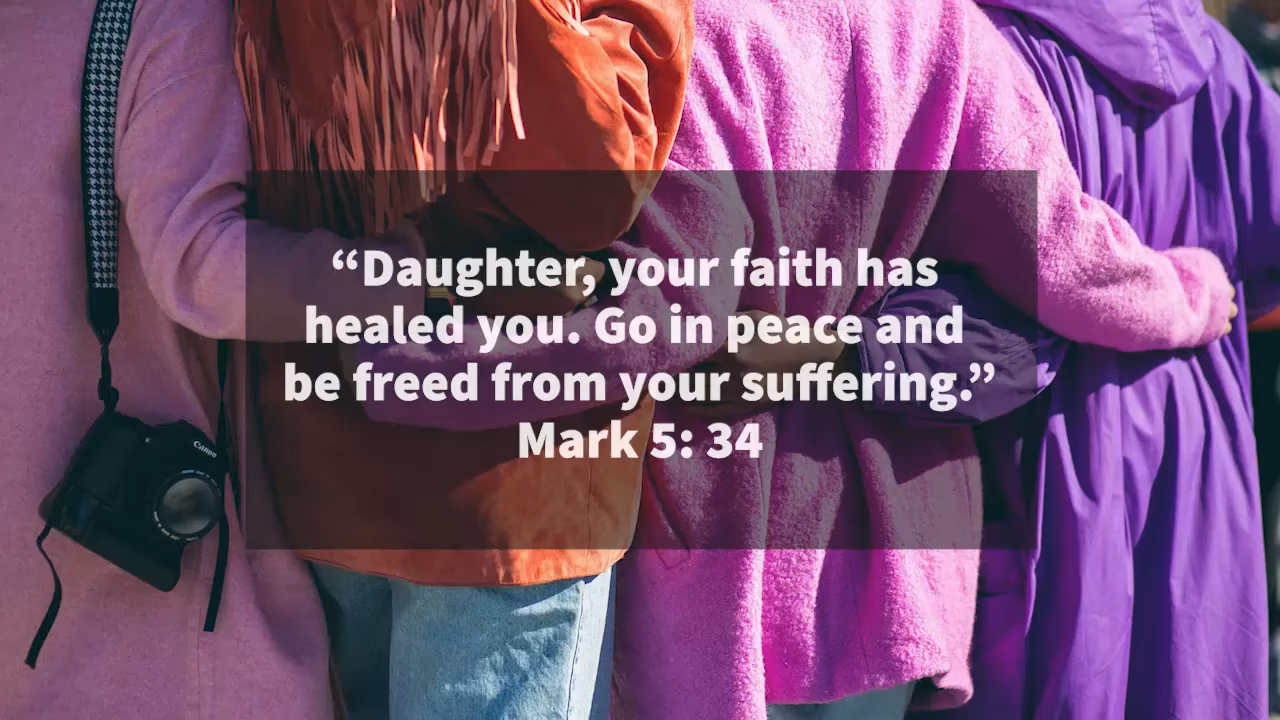 “Daughter, your faith has
healed you. Go in peace and
be freed from your suffering.”
Mark 5: 34
Canon